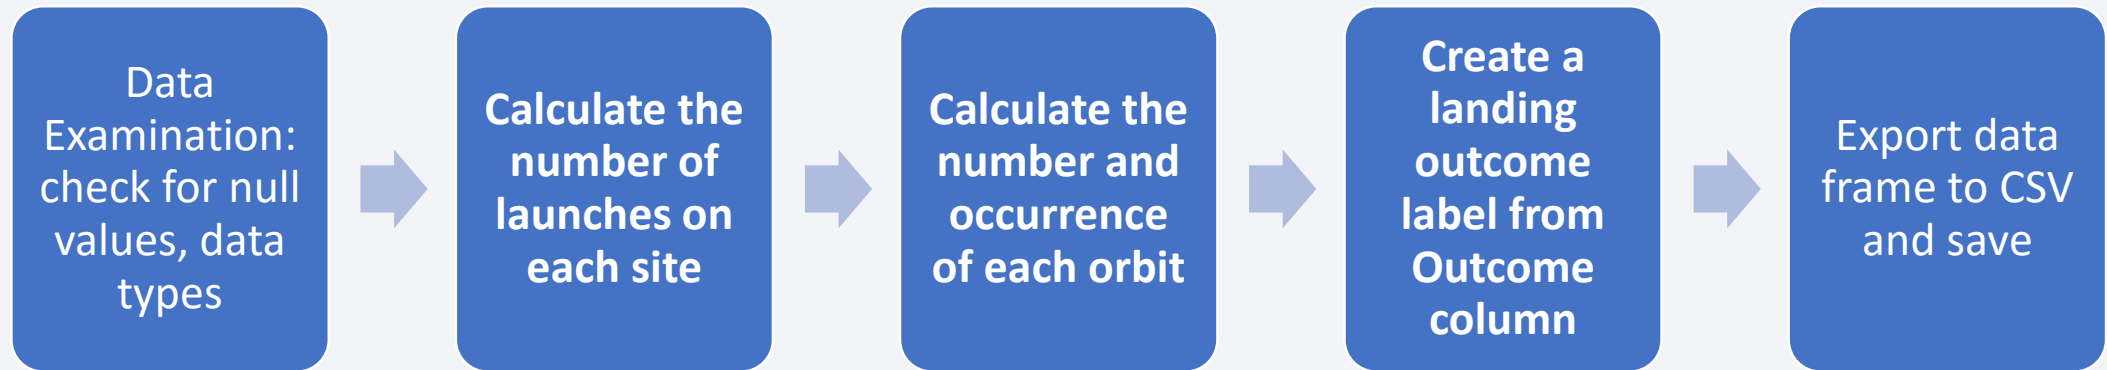 Data
Examination:
check for null
values, data
types
Calculate the
number of
launches on
each site
Calculate the
number and
occurrence
of each orbit
Create a
landing
outcome
label from
Outcome
column
Export data
frame to CSV
and save